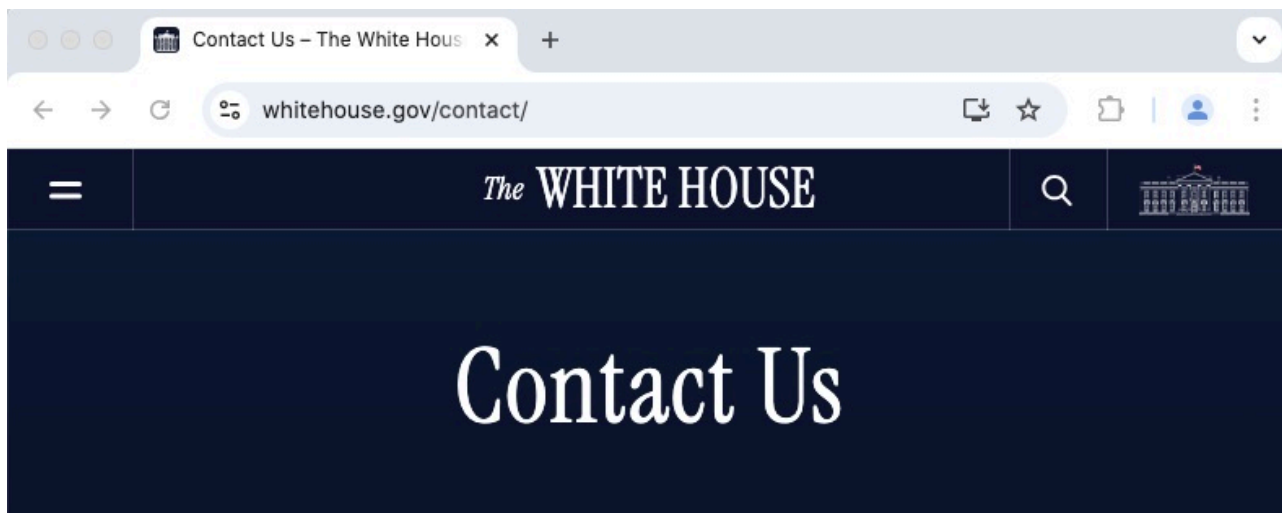 Contact Us – The White Hous
whitehouse.gov/contact/
The WHITE HOUSE
Contact Us